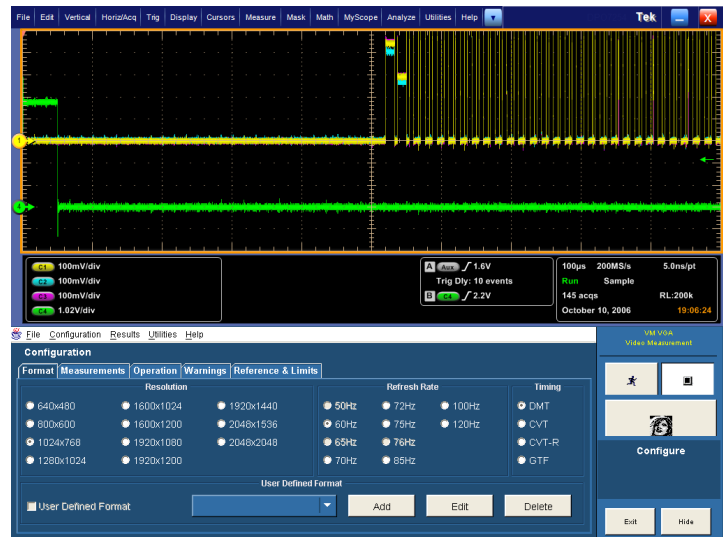 File Edit Vertical Horiz/Acq Trig Display Cursors Measure Mask Math MyScope Analyze Utilities Help Tek X
1
4
C1 100mV/div
C2 100mV/div
C3 100mV/div
C4 1.02V/div
A Aux 1.6V
Trig Dly: 10 events
B C4 2.2V
100µs 200MS/s 5.0ns/pt
Run Sample
145 acqs RL:200k
October 10, 2006 19:06:24
File Configuration Results Utilities Help
Configuration
Format Measurements Operation Warnings Reference & Limits
Resolution Refresh Rate Timing
640x480 1600x1024 1920x1440 50Hz 72Hz 100Hz DMT
800x600 1600x1200 2048x1536 60Hz 75Hz 120Hz CVT
1024x768 1920x1080 2048x2048 65Hz 76Hz CVT-R
1280x1024 1920x1200 70Hz 85Hz GTF
User Defined Format
User Defined Format Add Edit Delete
VM VGA
Video Measurement
Configure
Exit Hide